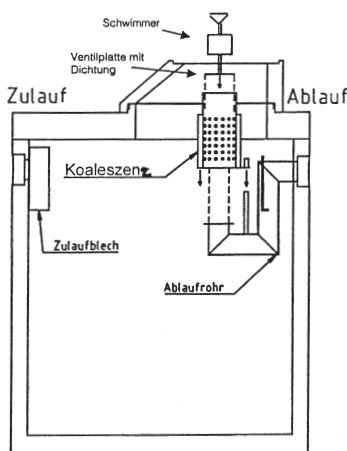 Schwimmer
Ventilplatte mit
Dichtung
Zulauf
Ablauf
Koaleszenz
Zulaufblech
Ablaufrohr